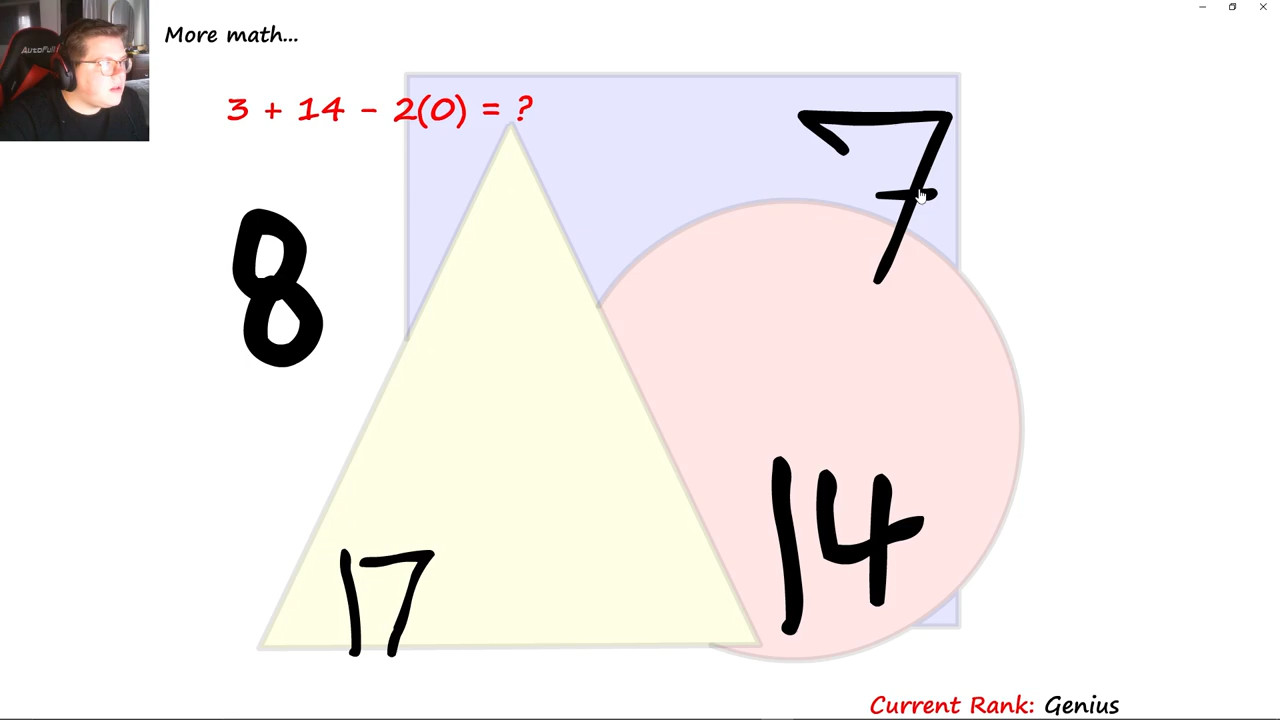 More math...
3 + 14 - 2(0) = ?
7
8
14
17
Current Rank: Genius